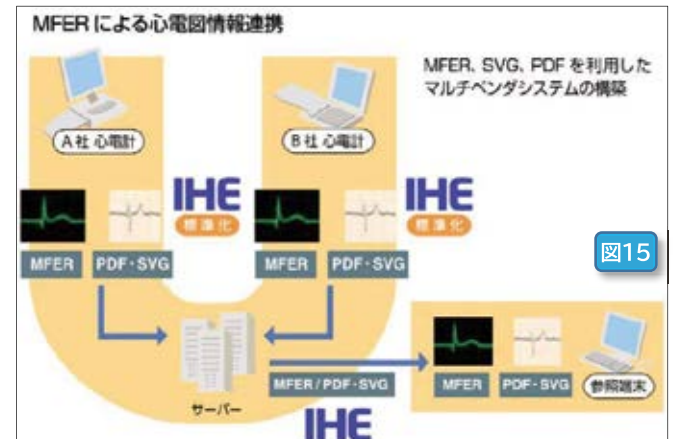 MFERによる心電図情報連携
MFER、SVG、PDFを利用した
マルチベンダシステムの構築
A社 心電計
B社 心電計
IHE
標準化
IHE
標準化
MFER
PDF・SVG
MFER
PDF・SVG
図15
サーバー
MFER / PDF・SVG
MFER
PDF・SVG
参照端末
IHE